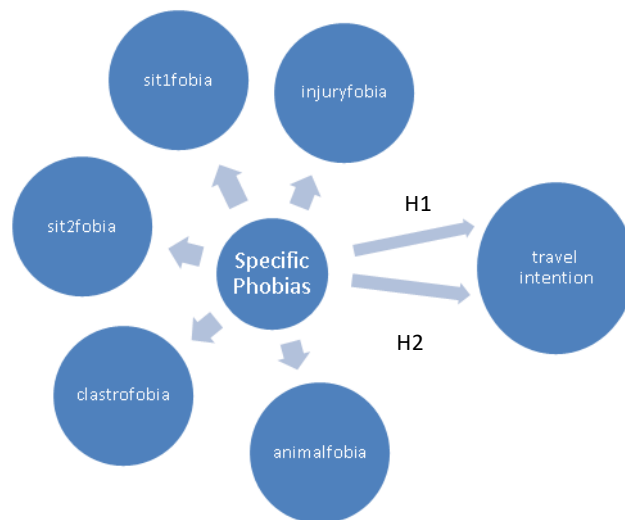 sit1fobia
injuryfobia
H1
sit2fobia
Specific
Phobias
travel
intention
H2
clastrofobia
animalfobia